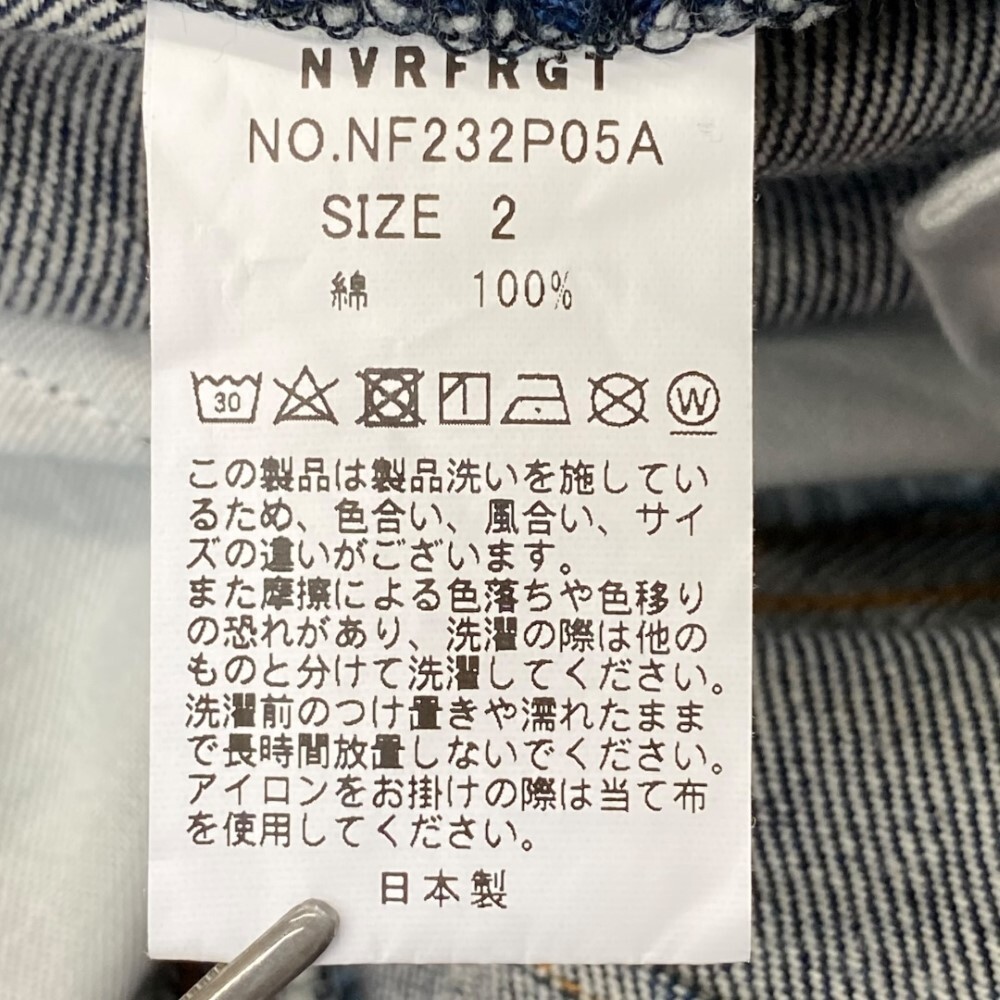 NVRFRGT
NO.NF232P05A
SIZE 2
綿 100%
30
W
この製品は製品洗いを施してい
るため、色合い、風合い、サイ
ズの違いがございます。
また摩擦による色落ちや色移り
の恐れがあり、洗濯の際は他の
ものと分けて洗濯してください。
洗濯前のつけ置きや濡れたまま
で長時間放置しないでください。
アイロンをお掛けの際は当て布
を使用してください。
日本製